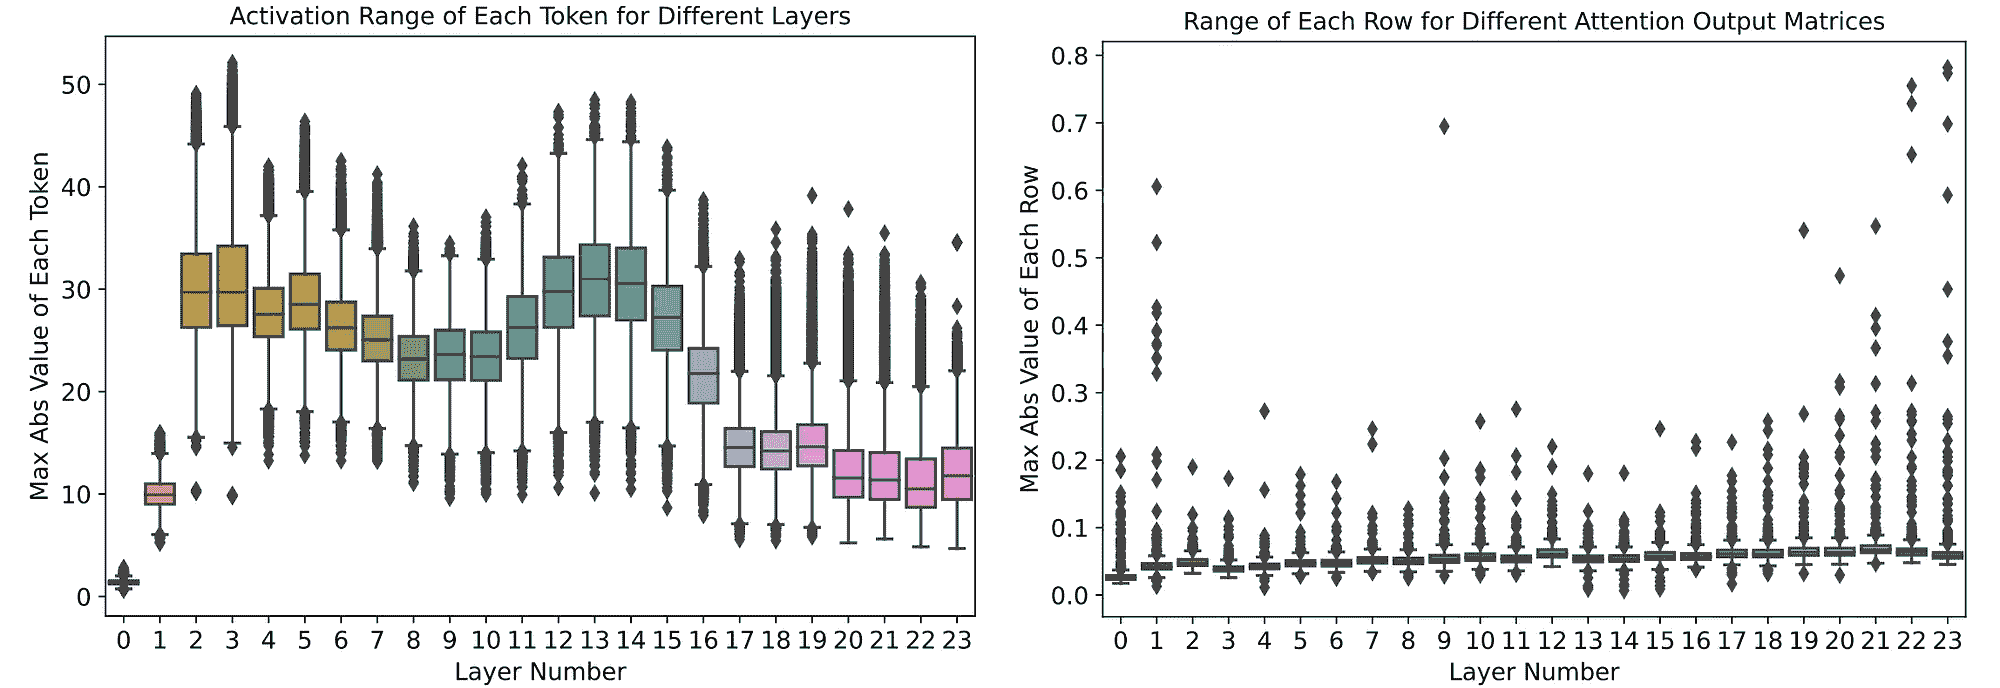 Activation Range of Each Token for Different Layers
Max Abs Value of Each Token
50
40
30
20
10
0
0 1 2 3 4 5 6 7 8 9 10 11 12 13 14 15 16 17 18 19 20 21 22 23
Layer Number
Range of Each Row for Different Attention Output Matrices
Max Abs Value of Each Row
0.8
0.7
0.6
0.5
0.4
0.3
0.2
0.1
0.0
0 1 2 3 4 5 6 7 8 9 10 11 12 13 14 15 16 17 18 19 20 21 22 23
Layer Number